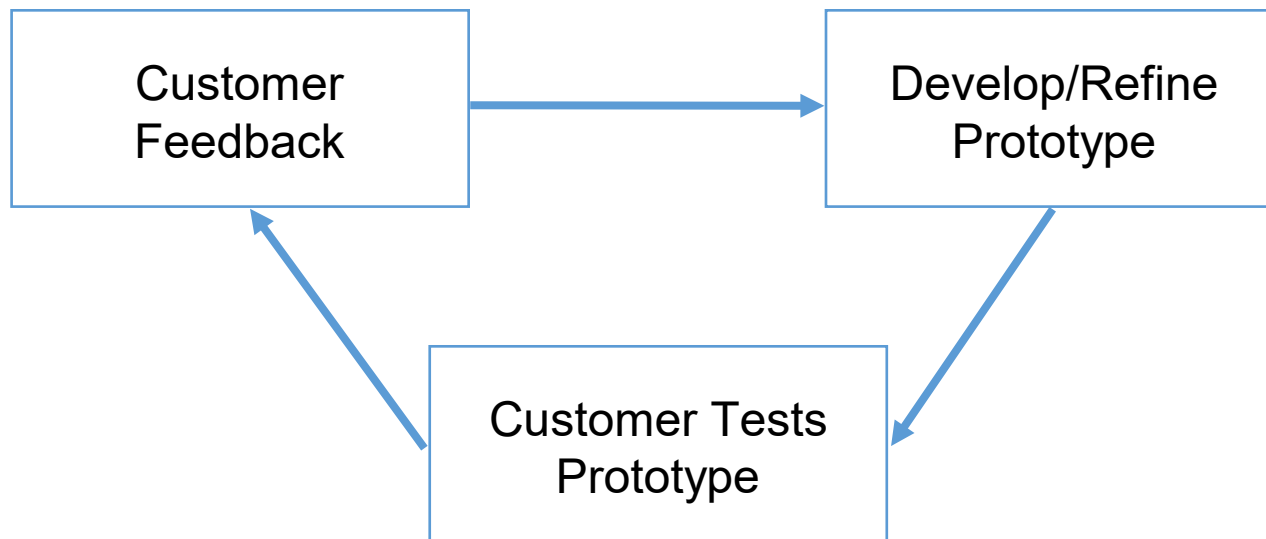 Customer
Feedback
Develop/Refine
Prototype
Customer Tests
Prototype